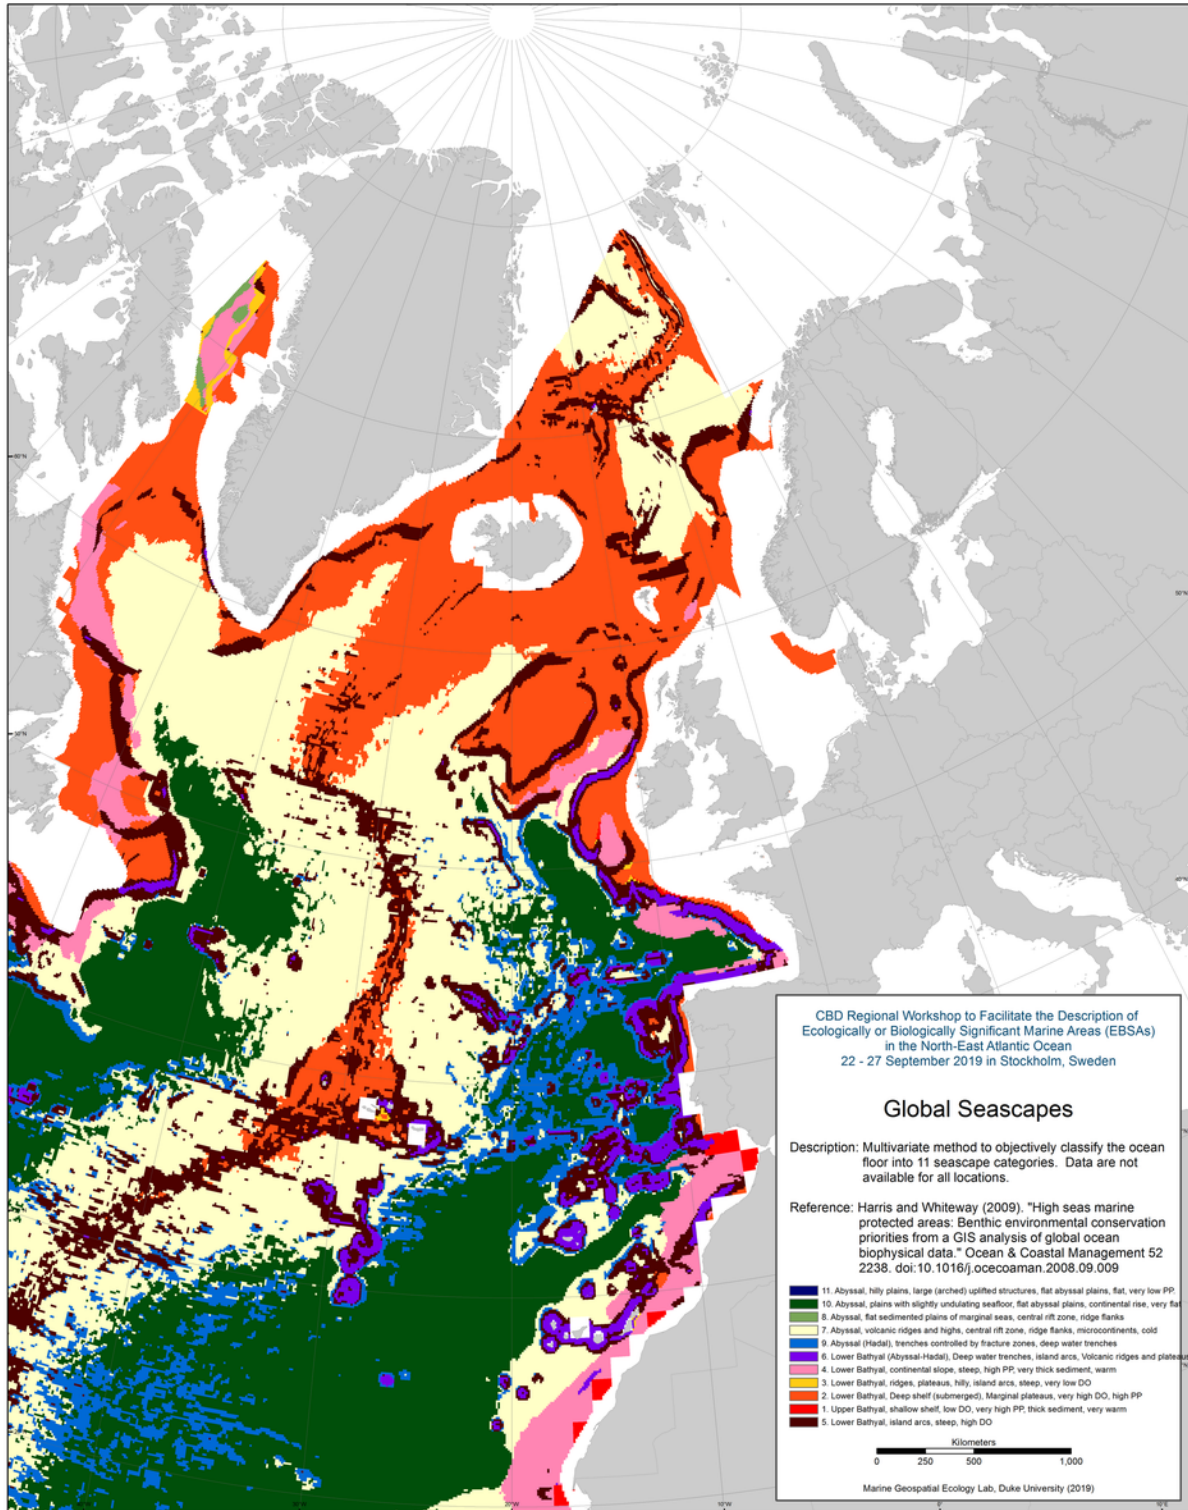 CBD Regional Workshop to Facilitate the Description of
Ecologically or Biologically Significant Marine Areas (EBSAs)
in the North-East Atlantic Ocean
22 - 27 September 2019 in Stockholm, Sweden
Global Seascapes
Description: Multivariate method to objectively classify the ocean
floor into 11 seascape categories. Data are not
available for all locations.
Reference: Harris and Whiteway (2009). "High seas marine
protected areas: Benthic environmental conservation
priorities from a GIS analysis of global ocean
biophysical data." Ocean & Coastal Management 52
2238. doi:10.1016/j.ocecoaman.2008.09.009
11. Abyssal, hilly plains, large (arched) uplifted structures, flat abyssal plains, flat, very low PP
10. Abyssal, plains with slightly undulating seafloor, flat abyssal plains, continental rise, very flat
8. Abyssal, flat sedimented plains of marginal seas, central rift zone, ridge flanks
7. Abyssal, volcanic ridges and highs, central rift zone, ridge flanks, microcontinents, cold
9. Abyssal (Hadal), trenches controlled by fracture zones, deep water trenches
6. Lower Bathyal (Abyssal-Hadal), Deep water trenches, island arcs, Volcanic ridges and plateaus
4. Lower Bathyal, continental slope, steep, high PP, very thick sediment, warm
3. Lower Bathyal, ridges, plateaus, hilly, island arcs, steep, very low DO
2. Lower Bathyal, Deep shelf (submerged), Marginal plateaus, very high DO, high PP
1. Upper Bathyal, shallow shelf, low DO, very high PP, thick sediment, very warm
5. Lower Bathyal, island arcs, steep, high DO
Kilometers
0 250 500 1,000
Marine Geospatial Ecology Lab, Duke University (2019)